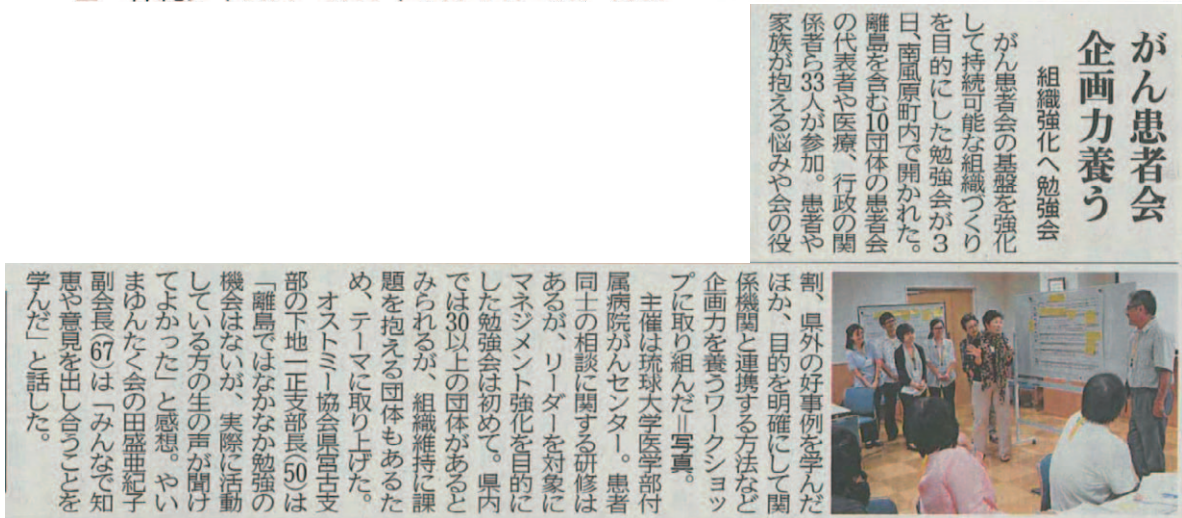 がん患者会
企画力養う
組織強化へ勉強会
がん患者会の基盤を強化
して持続可能な組織づくり
を目的にした勉強会が3
日、南風原町内で開かれた。
離島を含む10団体の患者会
の代表者や医療、行政の関
係者ら33人が参加。患者や
家族が抱える悩みや会の役
割、県外の好事例を学んだ
ほか、目的を明確にして関
係機関と連携する方法など
企画力を養うワークショッ
プに取り組んだ＝写真。
主催は琉球大学医学部付
属病院がんセンター。患者
同士の相談に関する研修は
あるが、リーダーを対象に
マネジメント強化を目的に
した勉強会は初めて。県内
では30以上の団体があると
みられるが、組織維持に課
題を抱える団体もあるた
め、テーマに取り上げた。
オストミー協会県宮古支
部の下地一正支部長(50)は
「離島ではなかなか勉強の
機会はないが、実際に活動
している方の生の声が聞け
てよかった」と感想。やい
まゆんたく会の田盛亜紀子
副会長(67)は「みんなで知
恵や意見を出し合うことを
学んだ」と話した。